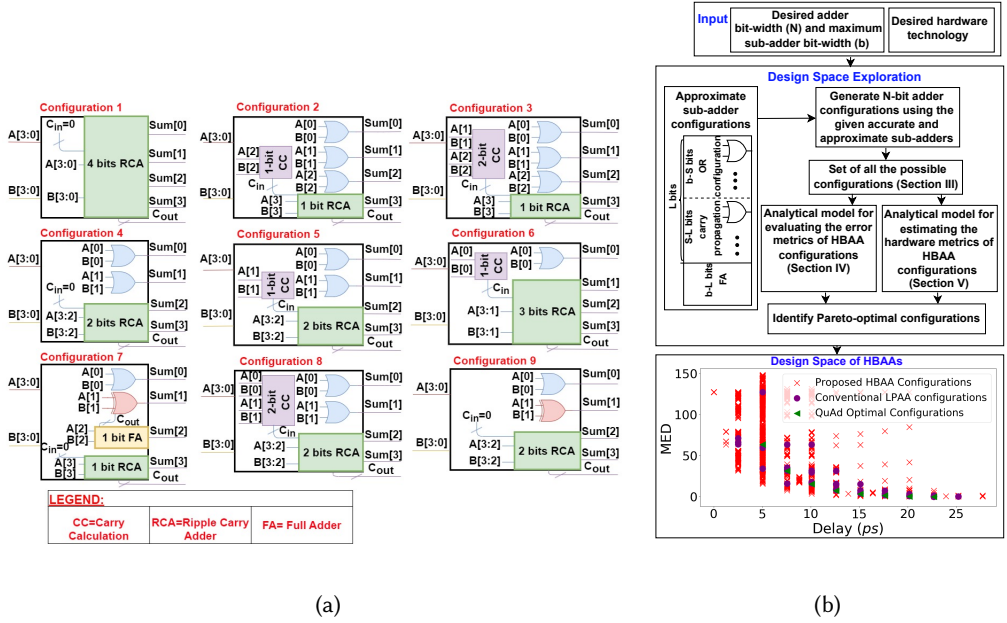 Configuration 1
C_in=0
A[3:0]
A[3:0]
B[3:0]
B[3:0]
4 bits RCA
Sum[0]
Sum[1]
Sum[2]
Sum[3]
C_out
Configuration 2
A[3:0]
B[3:0]
A[0]
B[0]
A[1]
B[1]
A[2]
B[2]
A[2]
B[2]
1-bit CC
C_in
A[3]
B[3]
1 bit RCA
Sum[0]
Sum[1]
Sum[2]
Sum[3]
C_out
Configuration 3
A[3:0]
B[3:0]
A[1]
B[1]
A[2]
B[2]
2-bit CC
A[0]
B[0]
A[1]
B[1]
A[2]
B[2]
C_in
A[3]
B[3]
1 bit RCA
Sum[0]
Sum[1]
Sum[2]
Sum[3]
C_out
Configuration 4
A[3:0]
B[3:0]
A[0]
B[0]
A[1]
B[1]
C_in=0
A[3:2]
B[3:2]
2 bits RCA
Sum[0]
Sum[1]
Sum[2]
Sum[3]
C_out
Configuration 5
A[3:0]
B[3:0]
A[1]
B[1]
1-bit CC
A[0]
B[0]
A[1]
B[1]
C_in
A[3:2]
B[3:2]
2 bits RCA
Sum[0]
Sum[1]
Sum[2]
Sum[3]
C_out
Configuration 6
A[3:0]
B[3:0]
A[0]
B[0]
1-bit CC
A[0]
B[0]
C_in
A[3:1]
B[3:1]
3 bits RCA
Sum[0]
Sum[1]
Sum[2]
Sum[3]
C_out
Configuration 7
A[3:0]
B[3:0]
A[0]
B[0]
A[1]
B[1]
C_out
A[2]
B[2]
1 bit FA
C_in=0
A[3]
B[3]
1 bit RCA
Sum[0]
Sum[1]
Sum[2]
Sum[3]
C_out
Configuration 8
A[3:0]
B[3:0]
A[0]
B[0]
A[1]
B[1]
2-bit CC
A[0]
B[0]
A[1]
B[1]
C_in
A[3:2]
B[3:2]
2 bits RCA
Sum[0]
Sum[1]
Sum[2]
Sum[3]
C_out
Configuration 9
A[3:0]
B[3:0]
A[0]
B[0]
A[1]
B[1]
C_in=0
A[3:2]
B[3:2]
2 bits RCA
Sum[0]
Sum[1]
Sum[2]
Sum[3]
C_out
LEGEND:
CC=Carry
Calculation
RCA=Ripple Carry
Adder
FA= Full Adder
(a)
Input
Desired adder
bit-width (N) and maximum
sub-adder bit-width (b)
Desired hardware
technology
Design Space Exploration
Approximate
sub-adder
configurations
L bits
b-S bits
OR
configuration
S-L bits
carry
propagation
b-L bits
FA
Generate N-bit adder
configurations using the
given accurate and
approximate sub-adders
Set of all the possible
configurations (Section III)
Analytical model for
evaluating the error
metrics of HBAA
configurations
(Section IV)
Analytical model for
estimating the
hardware metrics of
HBAA
configurations
(Section V)
Identify Pareto-optimal configurations
Design Space of HBAAs
Proposed HBAA Configurations
Conventional LPAA configurations
QuAd Optimal Configurations
MED
150
100
50
0
0 5 10 15 20 25
Delay (ps)
(b)